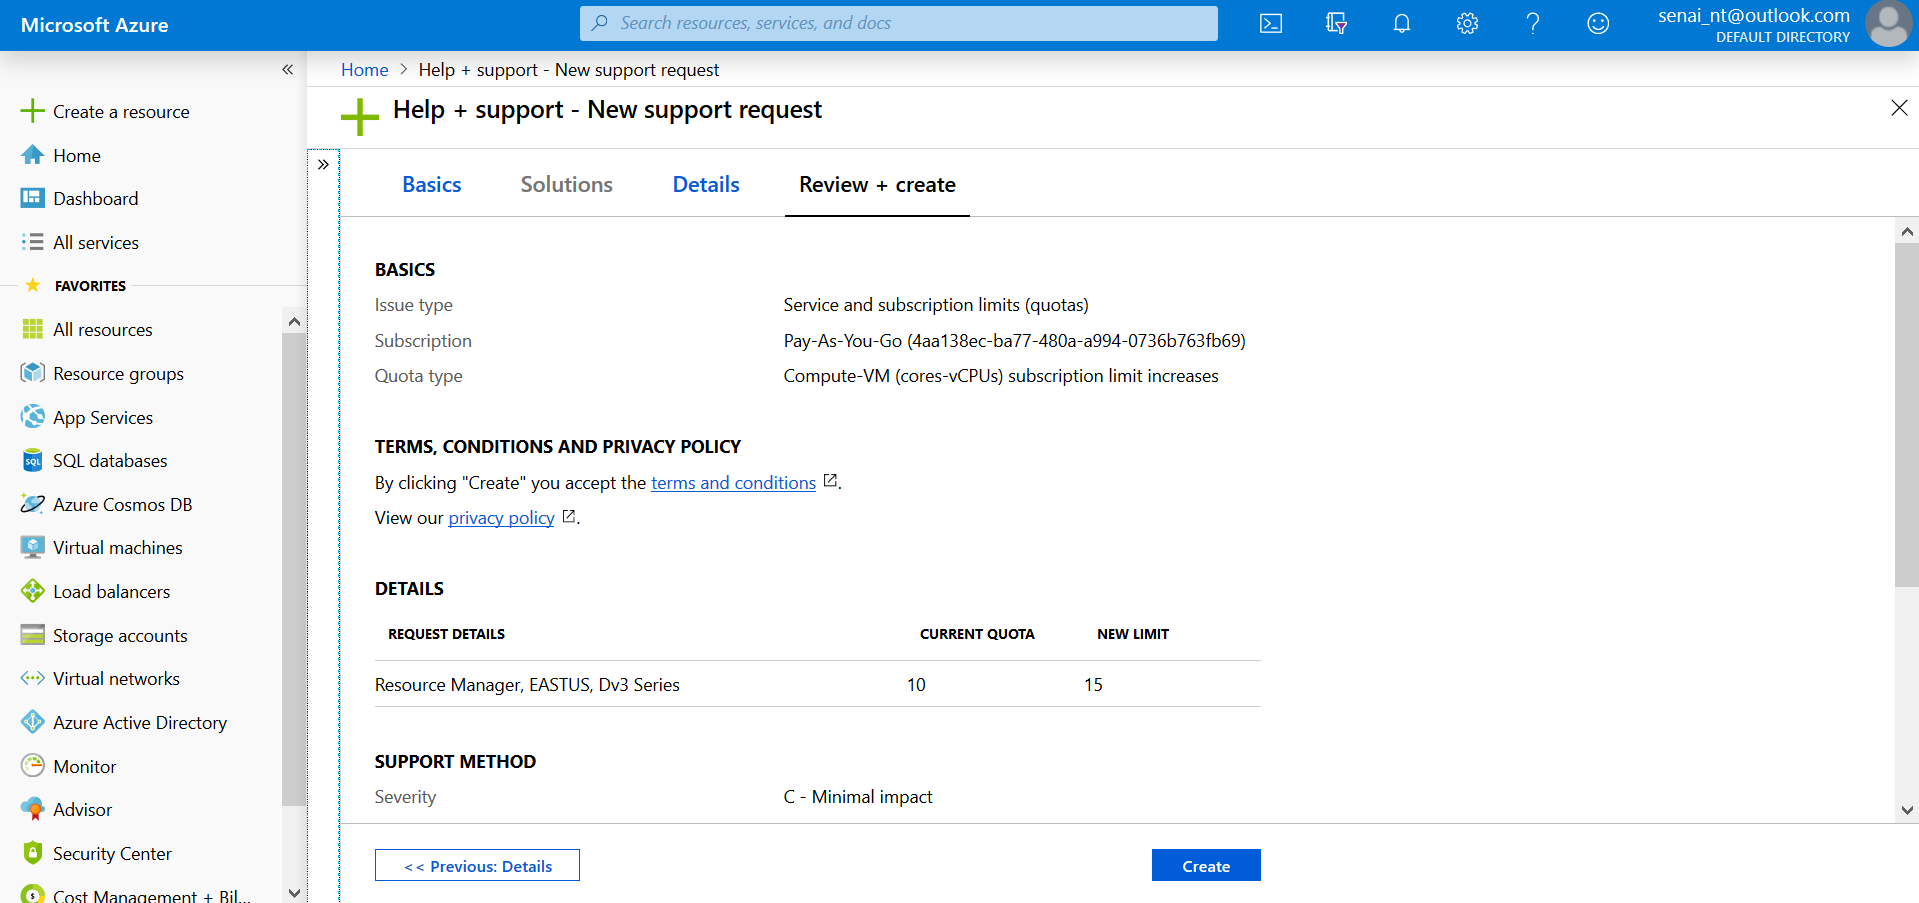 Microsoft Azure
Search resources, services, and docs
senai_nt@outlook.com
DEFAULT DIRECTORY
«
Create a resource
Home
Dashboard
All services
FAVORITES
All resources
Resource groups
App Services
SQL databases
Azure Cosmos DB
Virtual machines
Load balancers
Storage accounts
Virtual networks
Azure Active Directory
Monitor
Advisor
Security Center
Cost Management + Bil...
Home > Help + support - New support request
Help + support - New support request
»
Basics Solutions Details Review + create
BASICS
Issue type Service and subscription limits (quotas)
Subscription Pay-As-You-Go (4aa138ec-ba77-480a-a994-0736b763fb69)
Quota type Compute-VM (cores-vCPUs) subscription limit increases
TERMS, CONDITIONS AND PRIVACY POLICY
By clicking "Create" you accept the terms and conditions .
View our privacy policy .
DETAILS
REQUEST DETAILS CURRENT QUOTA NEW LIMIT
Resource Manager, EASTUS, Dv3 Series 10 15
SUPPORT METHOD
Severity C - Minimal impact
<< Previous: Details Create